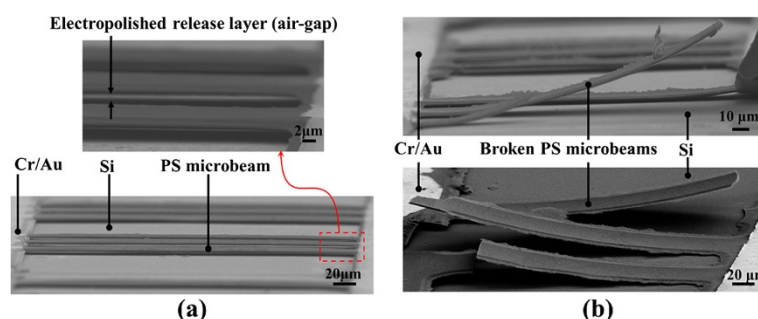 Electropolished release layer (air-gap)
2μm
Cr/Au
Si
PS microbeam
20μm
(a)
10 μm
Cr/Au
Broken PS microbeams
Si
20 μm
(b)